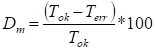 D_m = (T_ok − T_err) / T_ok * 100